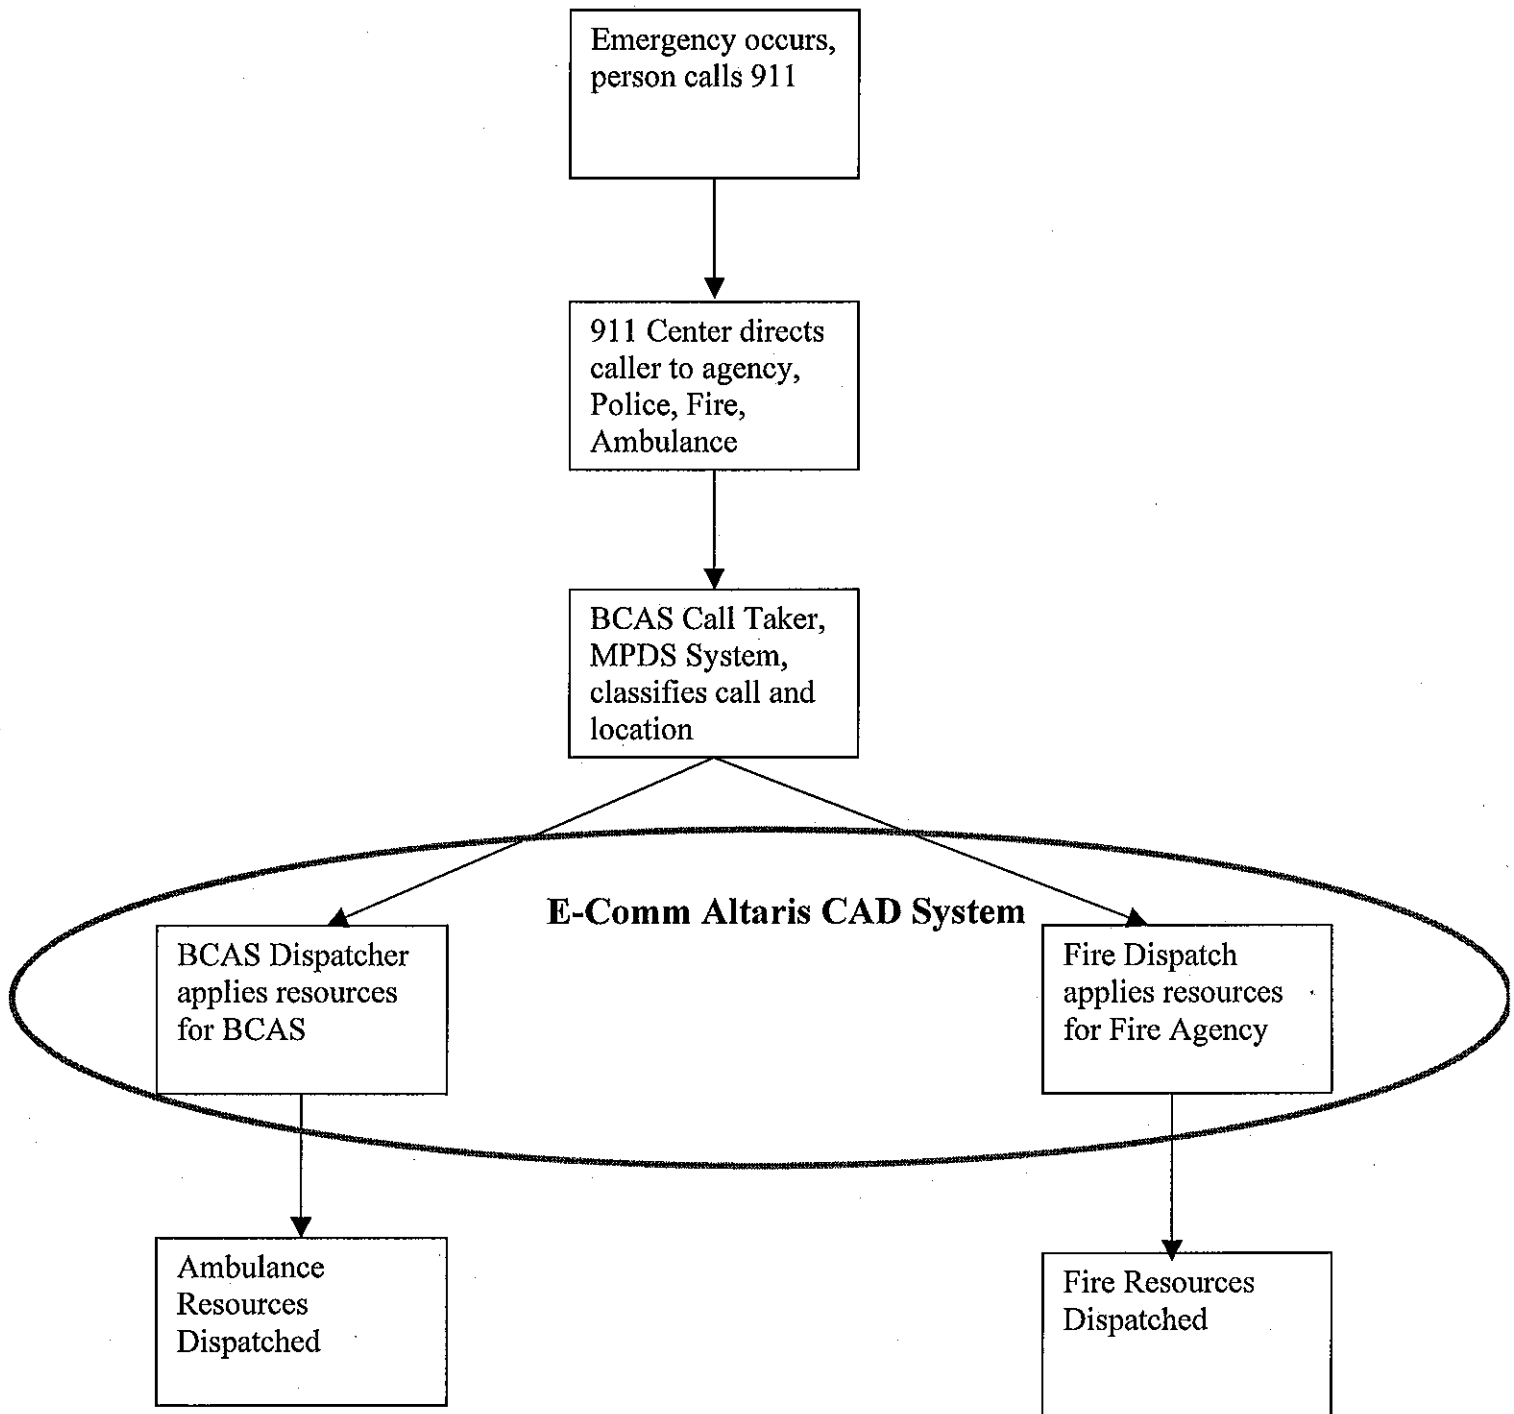 Emergency occurs,
person calls 911
911 Center directs
caller to agency,
Police, Fire,
Ambulance
BCAS Call Taker,
MPDS System,
classifies call and
location
E-Comm Altaris CAD System
BCAS Dispatcher
applies resources
for BCAS
Fire Dispatch
applies resources
for Fire Agency
Ambulance
Resources
Dispatched
Fire Resources
Dispatched